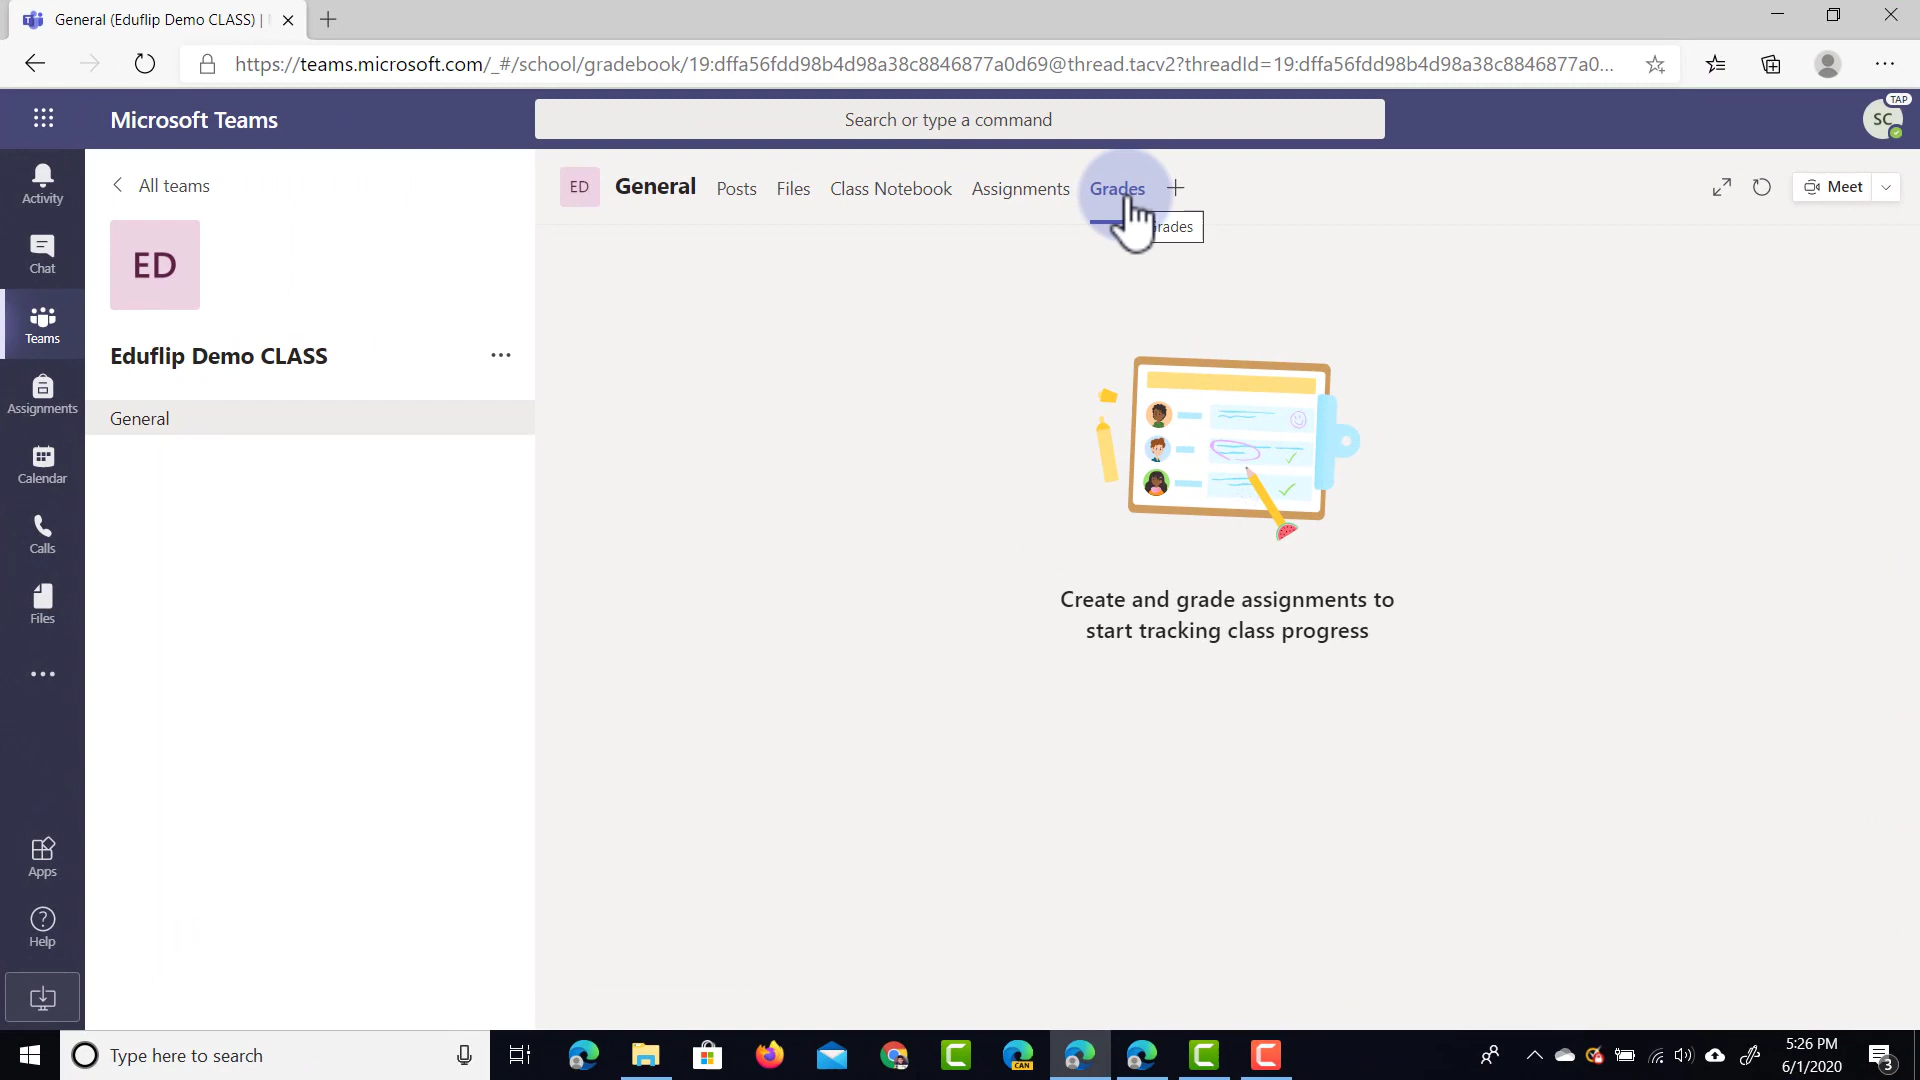 General (Eduflip Demo CLASS) |
https://teams.microsoft.com/_#/school/gradebook/19:dffa56fdd98b4d98a38c8846877a0d69@thread.tacv2?threadId=19:dffa56fdd98b4d98a38c8846877a0...
Microsoft Teams
Search or type a command
TAP
SC
Activity
Chat
Teams
Assignments
Calendar
Calls
Files
Apps
Help
All teams
ED
Eduflip Demo CLASS
General
ED
General
Posts
Files
Class Notebook
Assignments
Grades
Meet
Create and grade assignments to
start tracking class progress
Type here to search
CAN
5:26 PM
6/1/2020
3